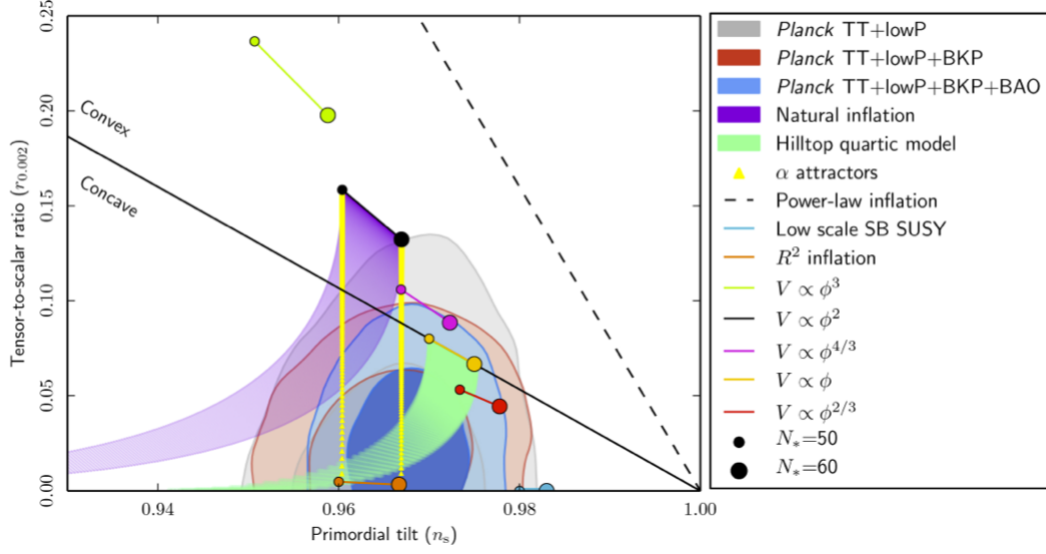 0.25
0.20
0.15
0.10
0.05
0.00
Tensor-to-scalar ratio (r₀.₀₀₂)
Convex
Concave
0.94
0.96
0.98
1.00
Primordial tilt (nₛ)
Planck TT+lowP
Planck TT+lowP+BKP
Planck TT+lowP+BKP+BAO
Natural inflation
Hilltop quartic model
α attractors
Power-law inflation
Low scale SB SUSY
R² inflation
V ∝ ϕ³
V ∝ ϕ²
V ∝ ϕ⁴/³
V ∝ ϕ
V ∝ ϕ²/³
N*=50
N*=60